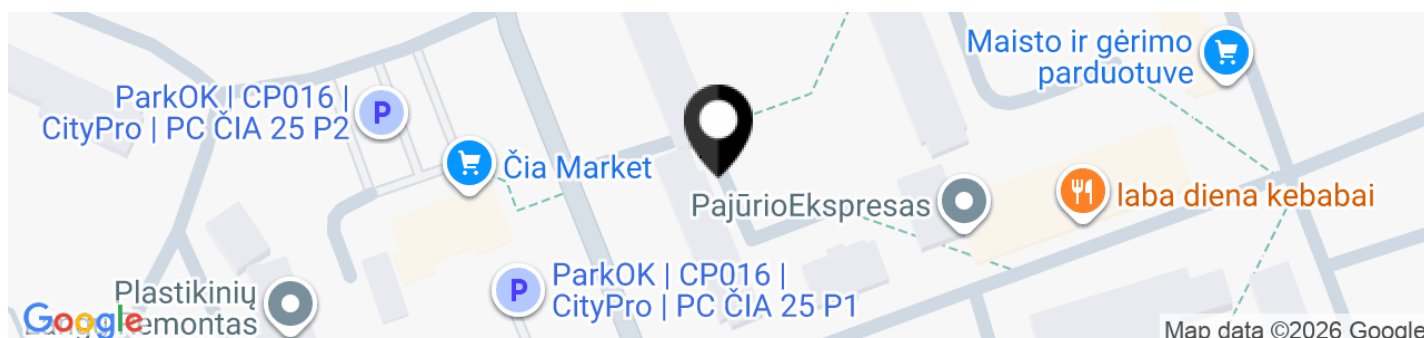 Maisto ir gėrimo
parduotuve
ParkOK | CP016 |
CityPro | PC ČIA 25 P2
P
Čia Market
laba diena kebabai
PajūrioEkspresas
ParkOK | CP016 |
CityPro | PC ČIA 25 P1
P
Plastikinių
Remontas
Google
Map data ©2026 Google